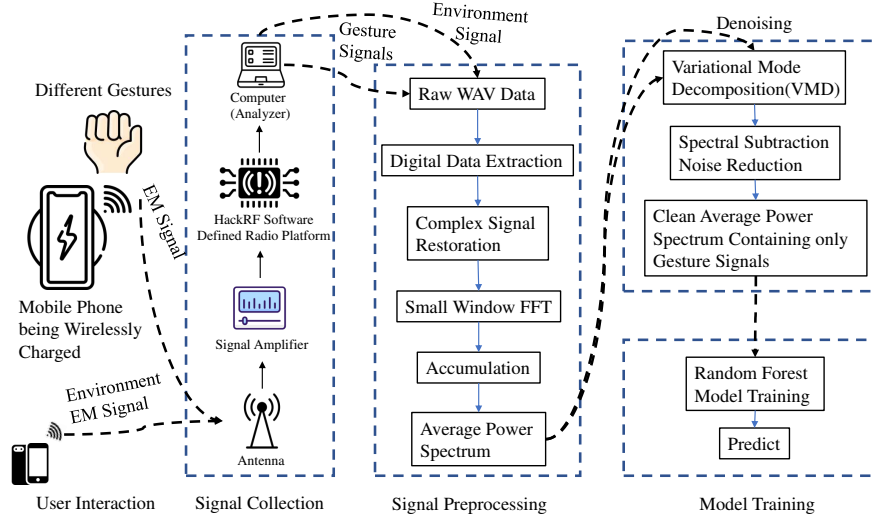 Different Gestures
EM Signal
Mobile Phone
being Wirelessly
Charged
Environment
EM Signal
User Interaction
Computer
(Analyzer)
HackRF Software
Defined Radio Platform
Signal Amplifier
Antenna
Signal Collection
Gesture
Signals
Environment
Signal
Raw WAV Data
Digital Data Extraction
Complex Signal
Restoration
Small Window FFT
Accumulation
Average Power
Spectrum
Signal Preprocessing
Denoising
Variational Mode
Decomposition(VMD)
Spectral Subtraction
Noise Reduction
Clean Average Power
Spectrum Containing only
Gesture Signals
Random Forest
Model Training
Predict
Model Training